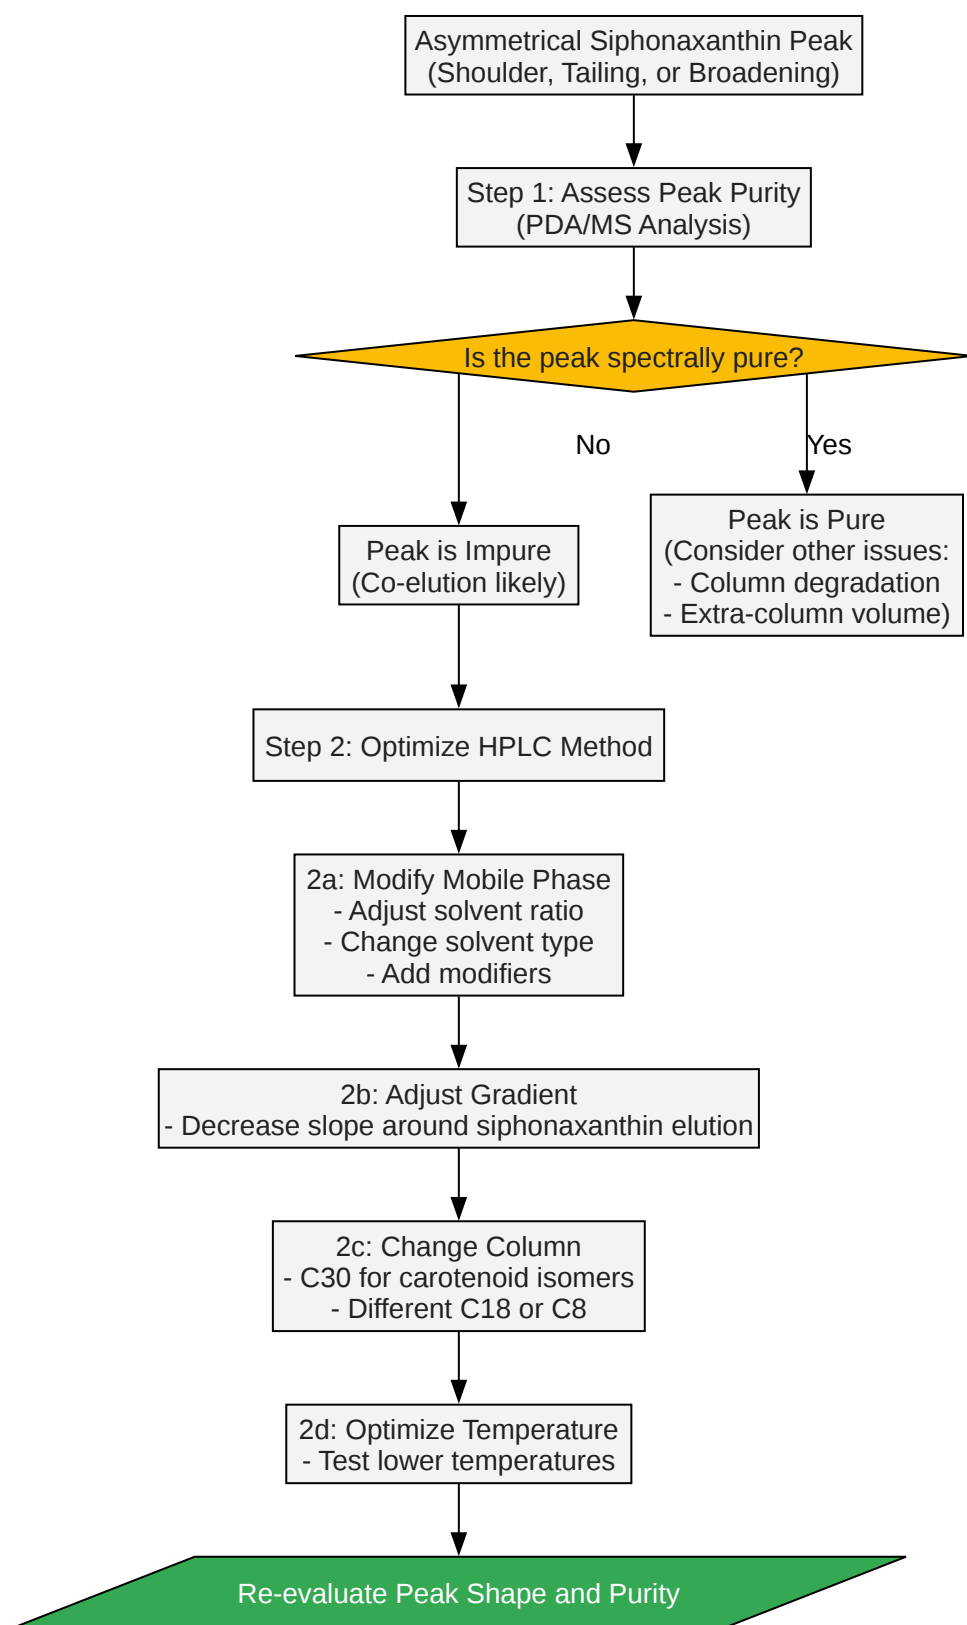 Asymmetrical Siphonaxanthin Peak
(Shoulder, Tailing, or Broadening)
Step 1: Assess Peak Purity
(PDA/MS Analysis)
Is the peak spectrally pure?
No
Yes
Peak is Impure
(Co-elution likely)
Peak is Pure
(Consider other issues:
- Column degradation
- Extra-column volume)
Step 2: Optimize HPLC Method
2a: Modify Mobile Phase
- Adjust solvent ratio
- Change solvent type
- Add modifiers
2b: Adjust Gradient
- Decrease slope around siphonaxanthin elution
2c: Change Column
- C30 for carotenoid isomers
- Different C18 or C8
2d: Optimize Temperature
- Test lower temperatures
Re-evaluate Peak Shape and Purity